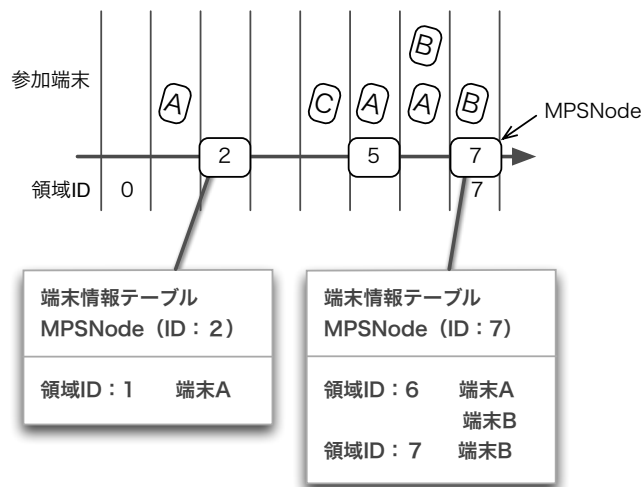 B
参加端末
A
C
A
A
B
MPSNode
2
5
7
領域ID
0
7
端末情報テーブル
MPSNode（ID：2）
領域ID：1 端末A
端末情報テーブル
MPSNode（ID：7）
領域ID：6 端末A
端末B
領域ID：7 端末B